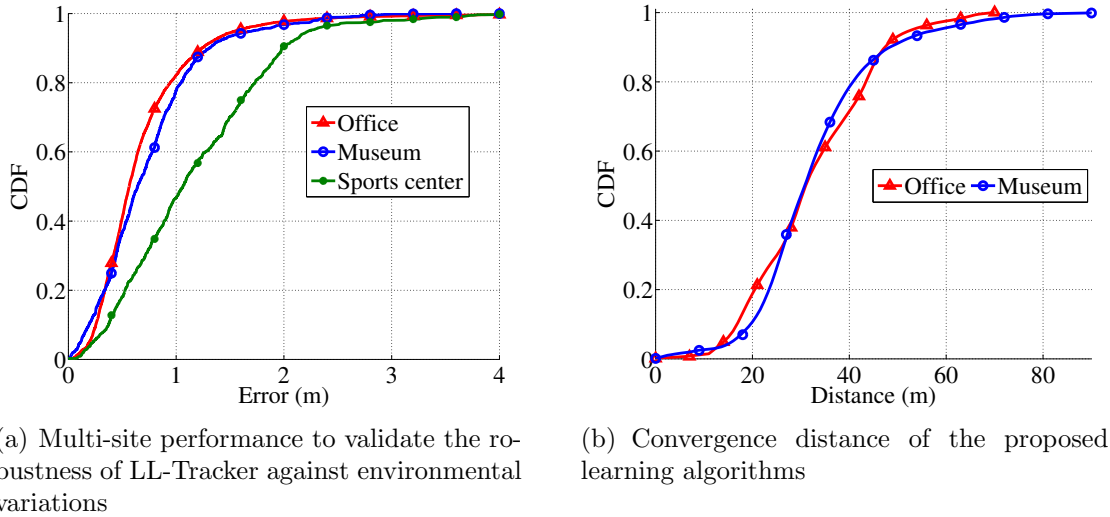 1
0.8
0.6
0.4
0.2
0
CDF
Office
Museum
Sports center
0 1 2 3 4
Error (m)
1
0.8
0.6
0.4
0.2
0
CDF
Office Museum
0 20 40 60 80
Distance (m)
(a) Multi-site performance to validate the ro-
bustness of LL-Tracker against environmental
variations
(b) Convergence distance of the proposed
learning algorithms